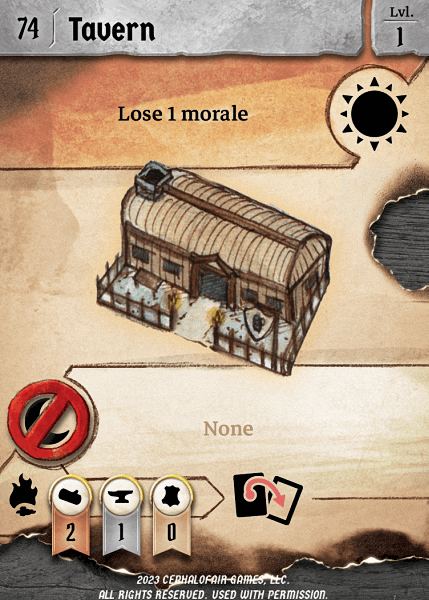 74 Tavern
Lvl.
1
Lose 1 morale
None
2 1 0
2023 CEPHALOFAIR GAMES, LLC.
ALL RIGHTS RESERVED. USED WITH PERMISSION.